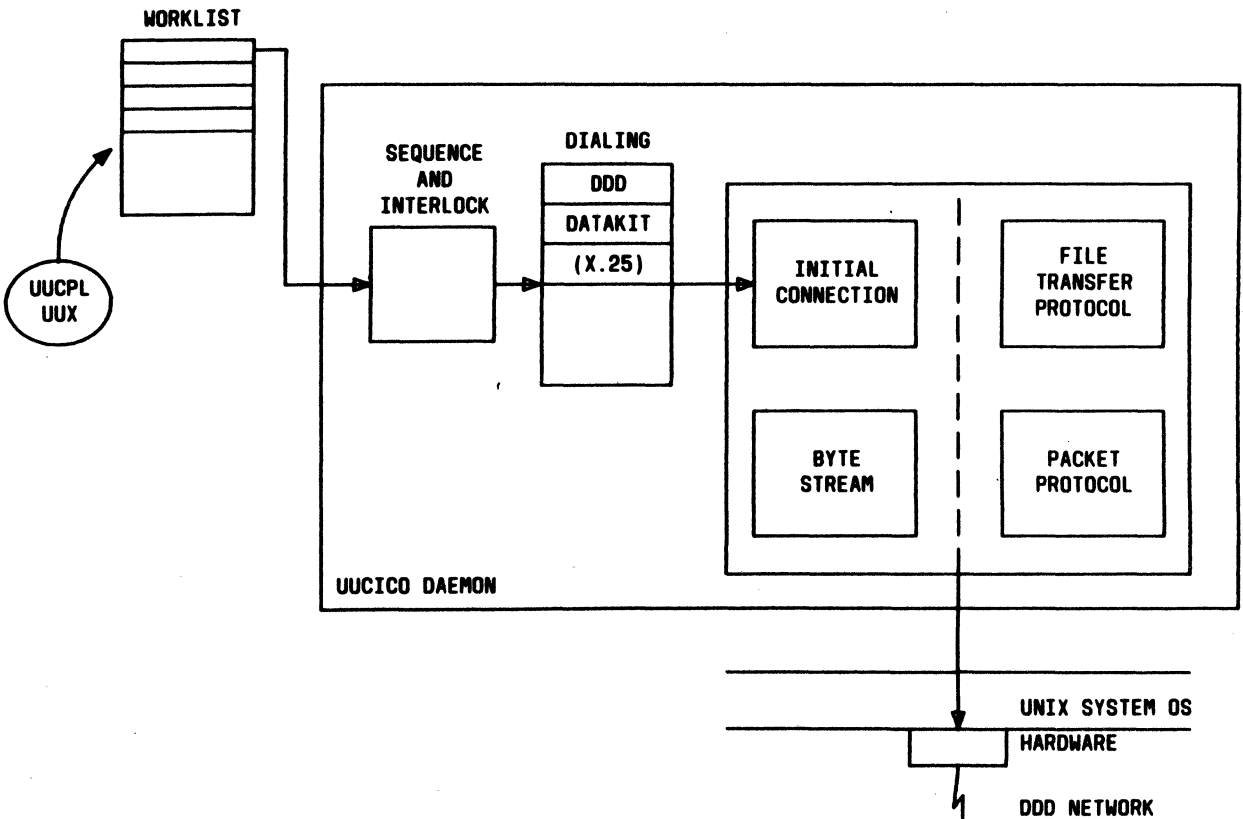 WORKLIST
UUCPL
UUX
SEQUENCE
AND
INTERLOCK
DIALING
DDD
DATAKIT
(X.25)
INITIAL
CONNECTION
FILE
TRANSFER
PROTOCOL
BYTE
STREAM
PACKET
PROTOCOL
UUCICO DAEMON
UNIX SYSTEM OS
HARDWARE
DDD NETWORK